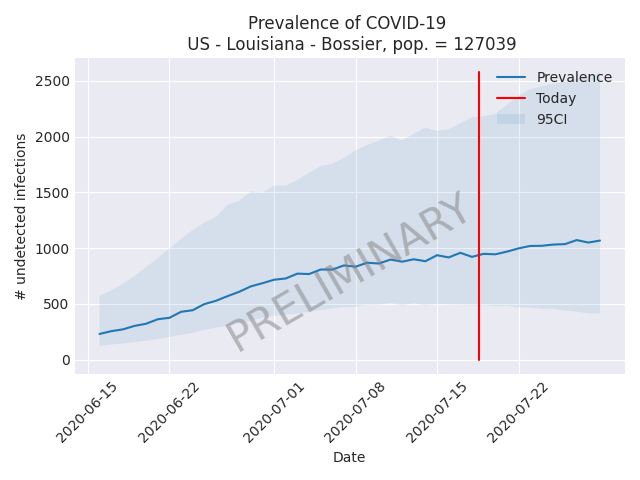 Prevalence of COVID-19
US - Louisiana - Bossier, pop. = 127039
Prevalence
Today
95CI
2500
2000
1500
1000
500
0
# undetected infections
PRELIMINARY
2020-06-15
2020-06-22
2020-07-01
2020-07-08
2020-07-15
2020-07-22
Date